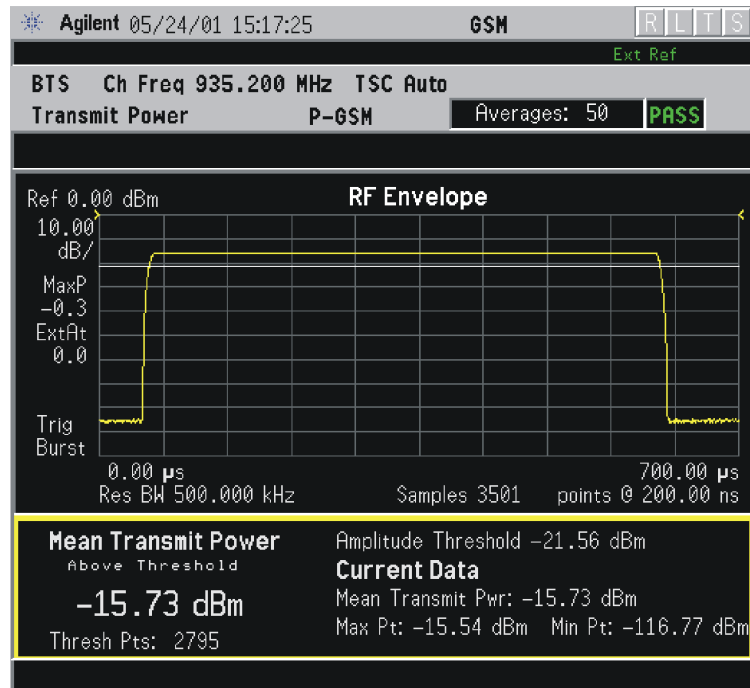 Agilent 05/24/01 15:17:25 GSM R L T S
Ext Ref
BTS Ch Freq 935.200 MHz TSC Auto
Transmit Power P-GSM Averages: 50 PASS
Ref 0.00 dBm RF Envelope
10.00
dB/
MaxP
-0.3
ExtAt
0.0
Trig
Burst
0.00 µs 700.00 µs
Res BW 500.000 kHz Samples 3501 points @ 200.00 ns
Mean Transmit Power Amplitude Threshold -21.56 dBm
Above Threshold Current Data
-15.73 dBm Mean Transmit Pwr: -15.73 dBm
Thresh Pts: 2795 Max Pt: -15.54 dBm Min Pt: -116.77 dBm